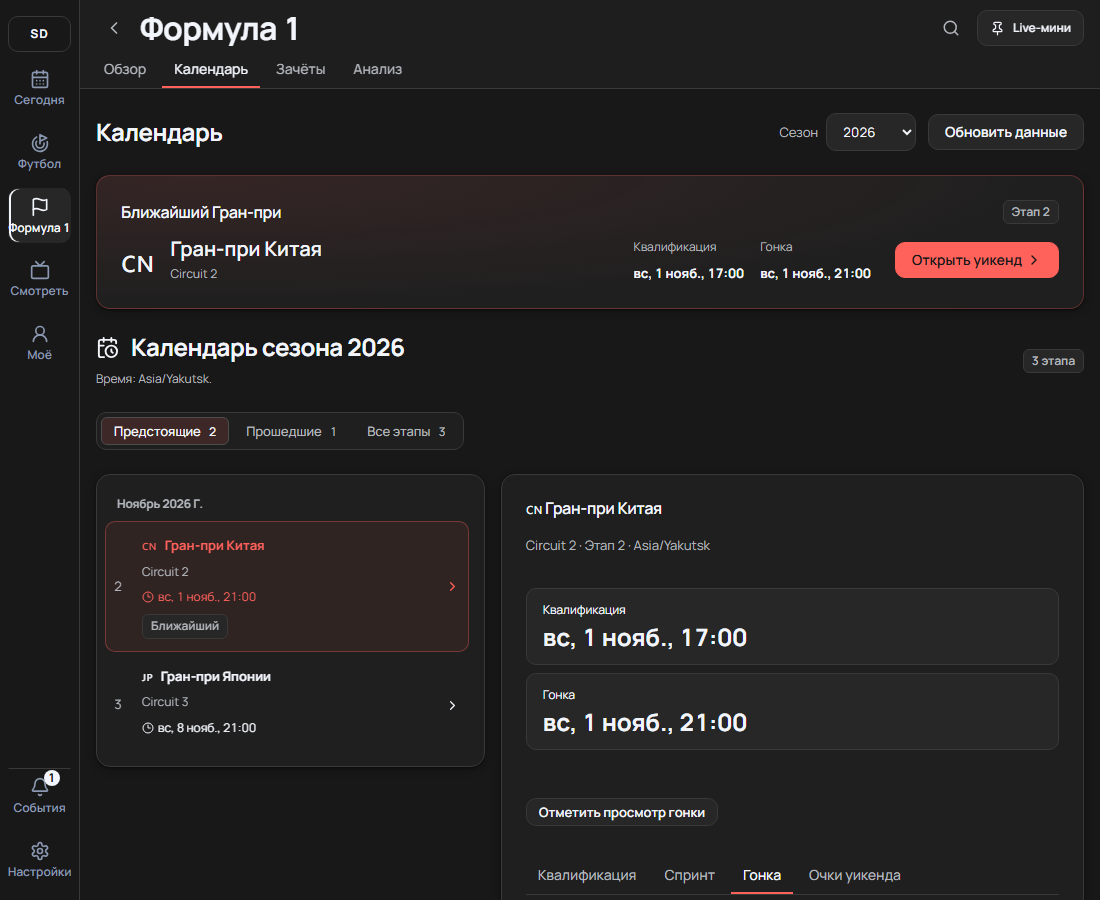 SD
Сегодня
Футбол
Формула 1
Смотреть
Моё
1
События
Настройки
Формула 1
Live-мини
Обзор
Календарь
Зачёты
Анализ
Календарь
Сезон
2026
Обновить данные
Ближайший Гран-при
Этап 2
CN
Гран-при Китая
Circuit 2
Квалификация
вс, 1 нояб., 17:00
Гонка
вс, 1 нояб., 21:00
Открыть уикенд
Календарь сезона 2026
Время: Asia/Yakutsk.
3 этапа
Предстоящие 2
Прошедшие 1
Все этапы 3
Ноябрь 2026 Г.
2
CN Гран-при Китая
Circuit 2
вс, 1 нояб., 21:00
Ближайший
3
JP Гран-при Японии
Circuit 3
вс, 8 нояб., 21:00
CN Гран-при Китая
Circuit 2 · Этап 2 · Asia/Yakutsk
Квалификация
вс, 1 нояб., 17:00
Гонка
вс, 1 нояб., 21:00
Отметить просмотр гонки
Квалификация
Спринт
Гонка
Очки уикенда